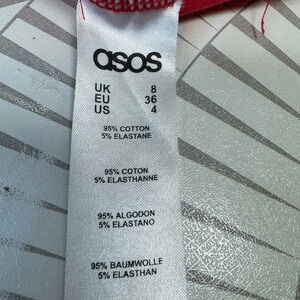 asos
UK 8
EU 36
US 4
95% COTTON
5% ELASTANE
95% COTON
5% ELASTHANNE
95% ALGODON
5% ELASTANO
95% BAUMWOLLE
5% ELASTHAN